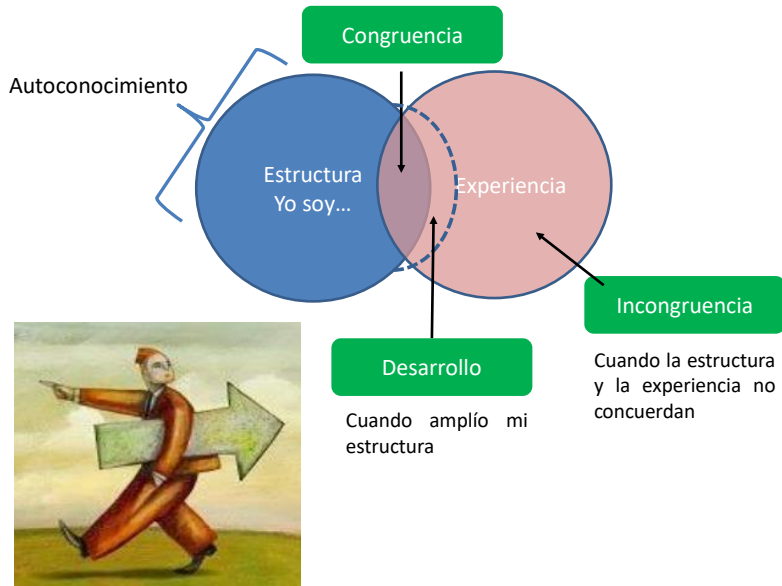 Congruencia
Autoconocimiento
Estructura
Yo soy...
Experiencia
Incongruencia
Desarrollo
Cuando la estructura
y la experiencia no
concuerdan
Cuando amplío mi
estructura